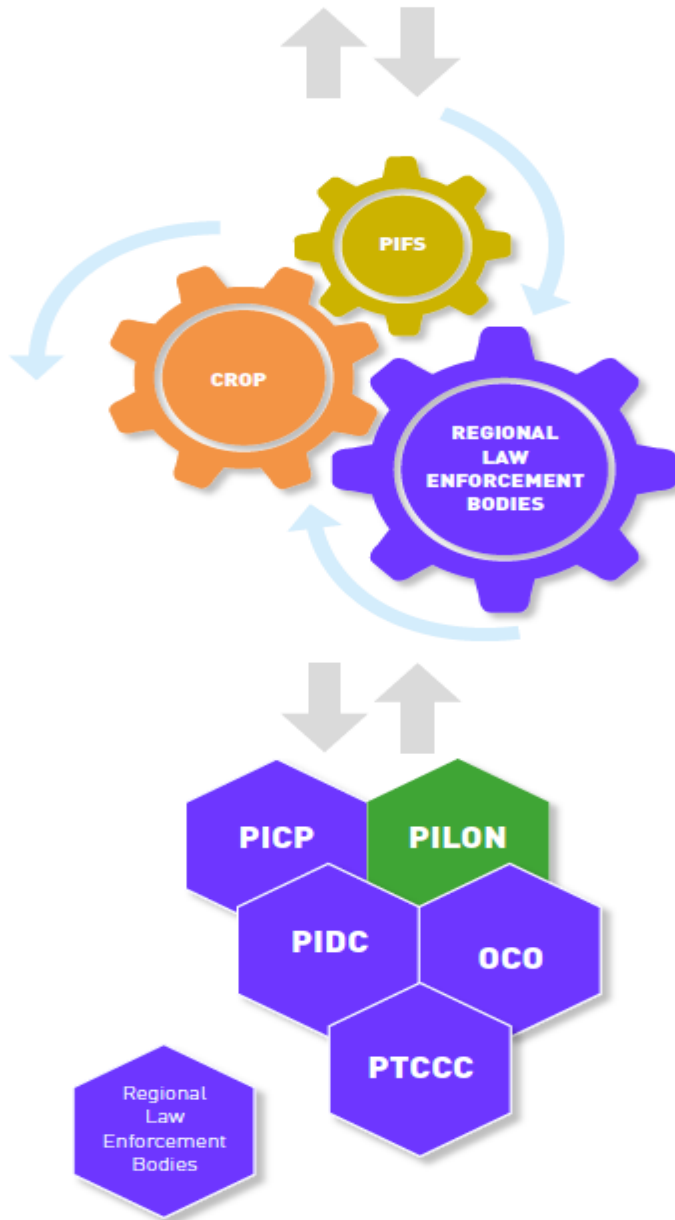 PIFS
CROP
REGIONAL
LAW
ENFORCEMENT
BODIES
PICP
PILON
PIDC
OCO
PTCCC
Regional
Law
Enforcement
Bodies